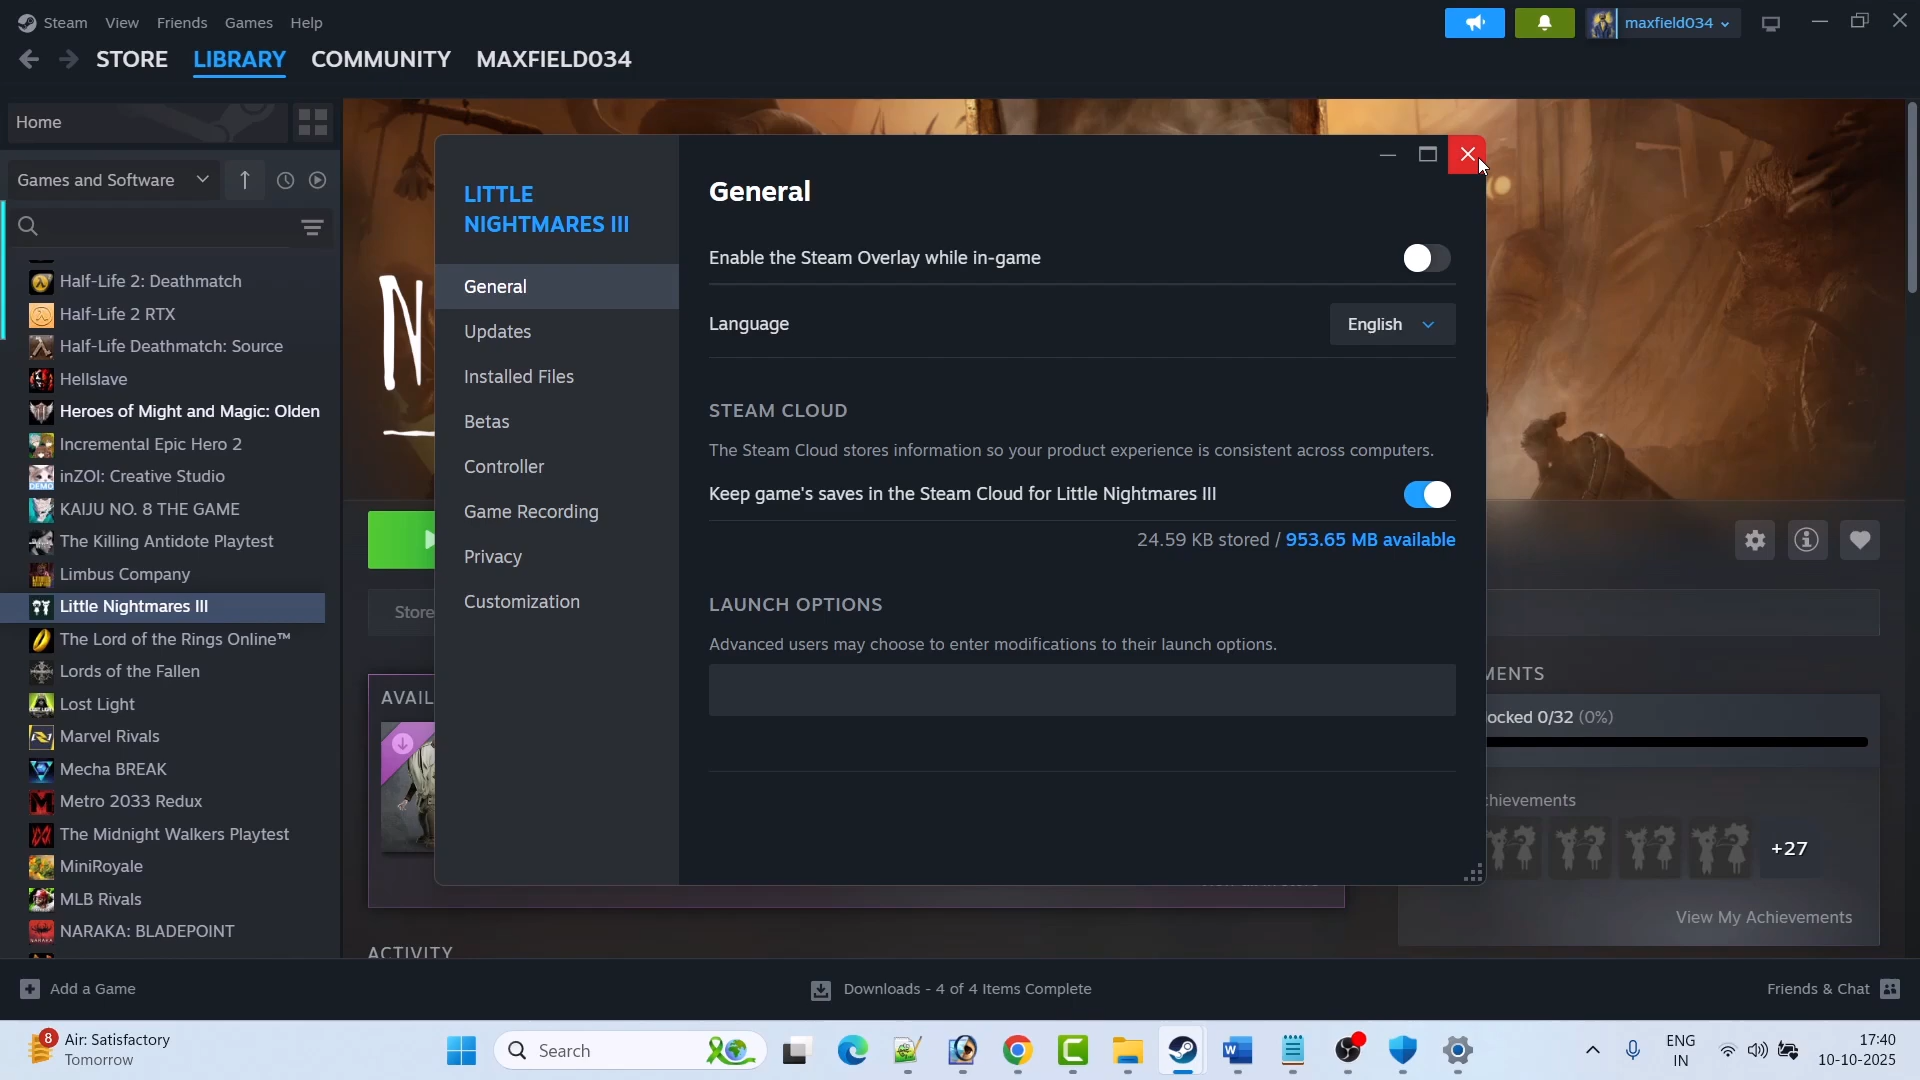 Steam View Friends Games Help
maxfield034
STORE LIBRARY COMMUNITY MAXFIELD034
Home
Games and Software
Half-Life 2: Deathmatch
Half-Life 2 RTX
Half-Life Deathmatch: Source
Hellslave
Heroes of Might and Magic: Olden
Incremental Epic Hero 2
inZOI: Creative Studio
KAIJU NO. 8 THE GAME
The Killing Antidote Playtest
Limbus Company
Little Nightmares III
The Lord of the Rings Online™
Lords of the Fallen
Lost Light
Marvel Rivals
Mecha BREAK
Metro 2033 Redux
The Midnight Walkers Playtest
MiniRoyale
MLB Rivals
NARAKA: BLADEPOINT
N
LITTLE
NIGHTMARES III
General
Updates
Installed Files
Betas
Controller
Game Recording
Privacy
Customization
General
Enable the Steam Overlay while in-game
Language
English
STEAM CLOUD
The Steam Cloud stores information so your product experience is consistent across computers.
Keep game's saves in the Steam Cloud for Little Nightmares III
24.59 KB stored / 953.65 MB available
LAUNCH OPTIONS
Advanced users may choose to enter modifications to their launch options.
Store
AVAIL
MENTS
ocked 0/32 (0%)
chievements
+27
View My Achievements
ACTIVITY
Add a Game
Downloads - 4 of 4 Items Complete
Friends & Chat
8
Air: Satisfactory
Tomorrow
Search
ENG
IN
17:40
10-10-2025